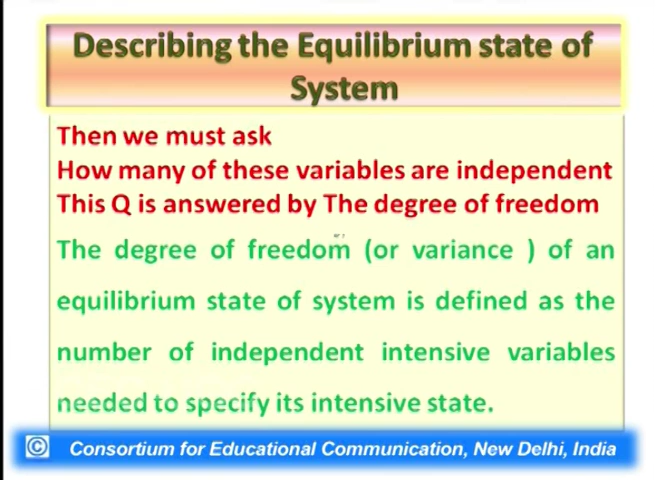 Describing the Equilibrium state of
System
Then we must ask
How many of these variables are independent
This Q is answered by The degree of freedom
The degree of freedom (or variance ) of an
equilibrium state of system is defined as the
number of independent intensive variables
needed to specify its intensive state.
© Consortium for Educational Communication, New Delhi, India